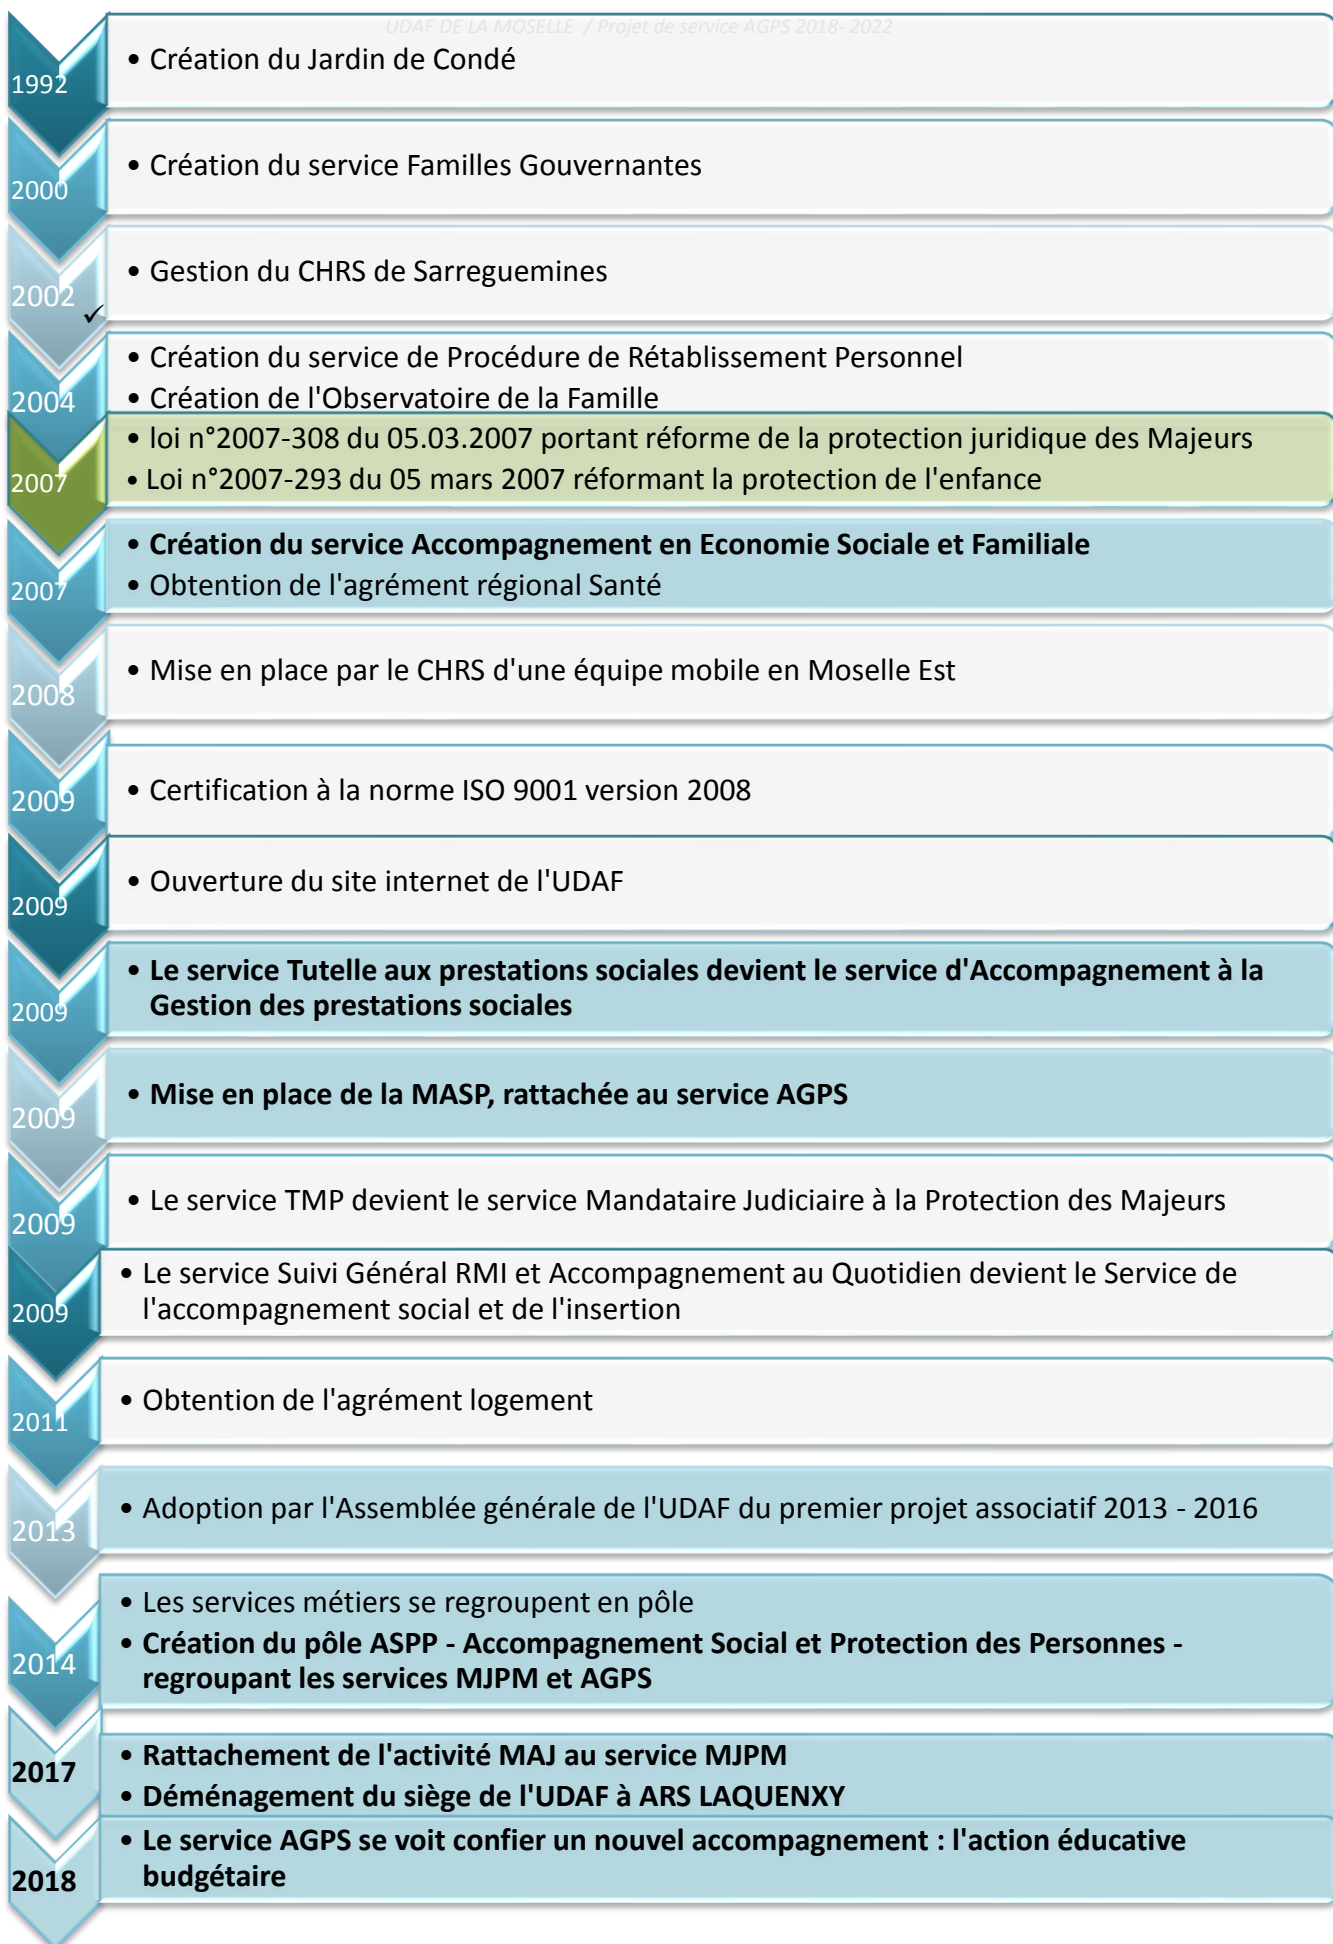 UDAF DE LA MOSELLE / Projet de service AGPS 2018- 2022
1992
• Création du Jardin de Condé
2000
• Création du service Familles Gouvernantes
2002
✓
• Gestion du CHRS de Sarreguemines
2004
• Création du service de Procédure de Rétablissement Personnel
• Création de l'Observatoire de la Famille
2007
• loi n°2007-308 du 05.03.2007 portant réforme de la protection juridique des Majeurs
• Loi n°2007-293 du 05 mars 2007 réformant la protection de l'enfance
2007
• Création du service Accompagnement en Economie Sociale et Familiale
• Obtention de l'agrément régional Santé
2008
• Mise en place par le CHRS d'une équipe mobile en Moselle Est
2009
• Certification à la norme ISO 9001 version 2008
2009
• Ouverture du site internet de l'UDAF
2009
• Le service Tutelle aux prestations sociales devient le service d'Accompagnement à la
Gestion des prestations sociales
2009
• Mise en place de la MASP, rattachée au service AGPS
2009
• Le service TMP devient le service Mandataire Judiciaire à la Protection des Majeurs
2009
• Le service Suivi Général RMI et Accompagnement au Quotidien devient le Service de
l'accompagnement social et de l'insertion
2011
• Obtention de l'agrément logement
2013
• Adoption par l'Assemblée générale de l'UDAF du premier projet associatif 2013 - 2016
2014
• Les services métiers se regroupent en pôle
• Création du pôle ASPP - Accompagnement Social et Protection des Personnes -
regroupant les services MJPM et AGPS
2017
• Rattachement de l'activité MAJ au service MJPM
• Déménagement du siège de l'UDAF à ARS LAQUENXY
2018
• Le service AGPS se voit confier un nouvel accompagnement : l'action éducative
budgétaire